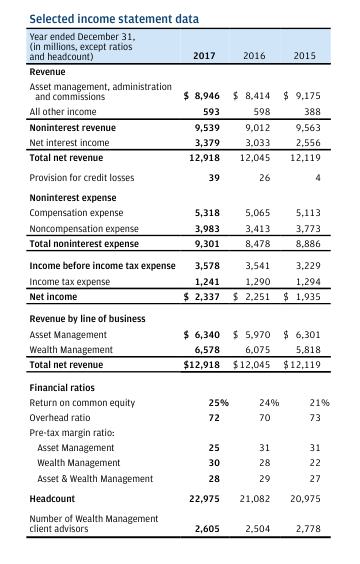 Selected income statement data
Year ended December 31,
(in millions, except ratios
and headcount) 2017 2016 2015
Revenue
Asset management, administration
and commissions $ 8,946 $ 8,414 $ 9,175
All other income 593 598 388
Noninterest revenue 9,539 9,012 9,563
Net interest income 3,379 3,033 2,556
Total net revenue 12,918 12,045 12,119
Provision for credit losses 39 26 4
Noninterest expense
Compensation expense 5,318 5,065 5,113
Noncompensation expense 3,983 3,413 3,773
Total noninterest expense 9,301 8,478 8,886
Income before income tax expense 3,578 3,541 3,229
Income tax expense 1,241 1,290 1,294
Net income $ 2,337 $ 2,251 $ 1,935
Revenue by line of business
Asset Management $ 6,340 $ 5,970 $ 6,301
Wealth Management 6,578 6,075 5,818
Total net revenue $12,918 $12,045 $12,119
Financial ratios
Return on common equity 25% 24% 21%
Overhead ratio 72 70 73
Pre-tax margin ratio:
Asset Management 25 31 31
Wealth Management 30 28 22
Asset & Wealth Management 28 29 27
Headcount 22,975 21,082 20,975
Number of Wealth Management
client advisors 2,605 2,504 2,778